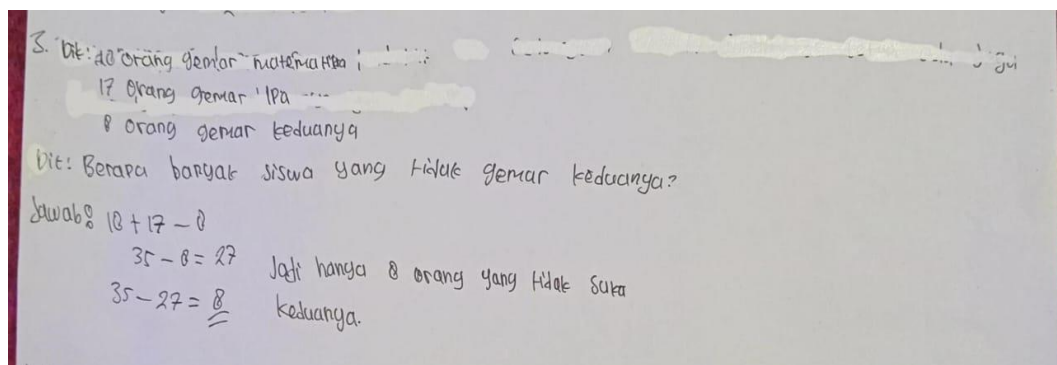 3. Dit: 18 orang gemar matematika
17 orang gemar IPA
8 orang gemar keduanya
Dit: Berapa banyak siswa yang tidak gemar keduanya?
Jawab: 18 + 17 - 8
35 - 8 = 27
35 - 27 = 8
Jadi hanya 8 orang yang tidak suka
keduanya.